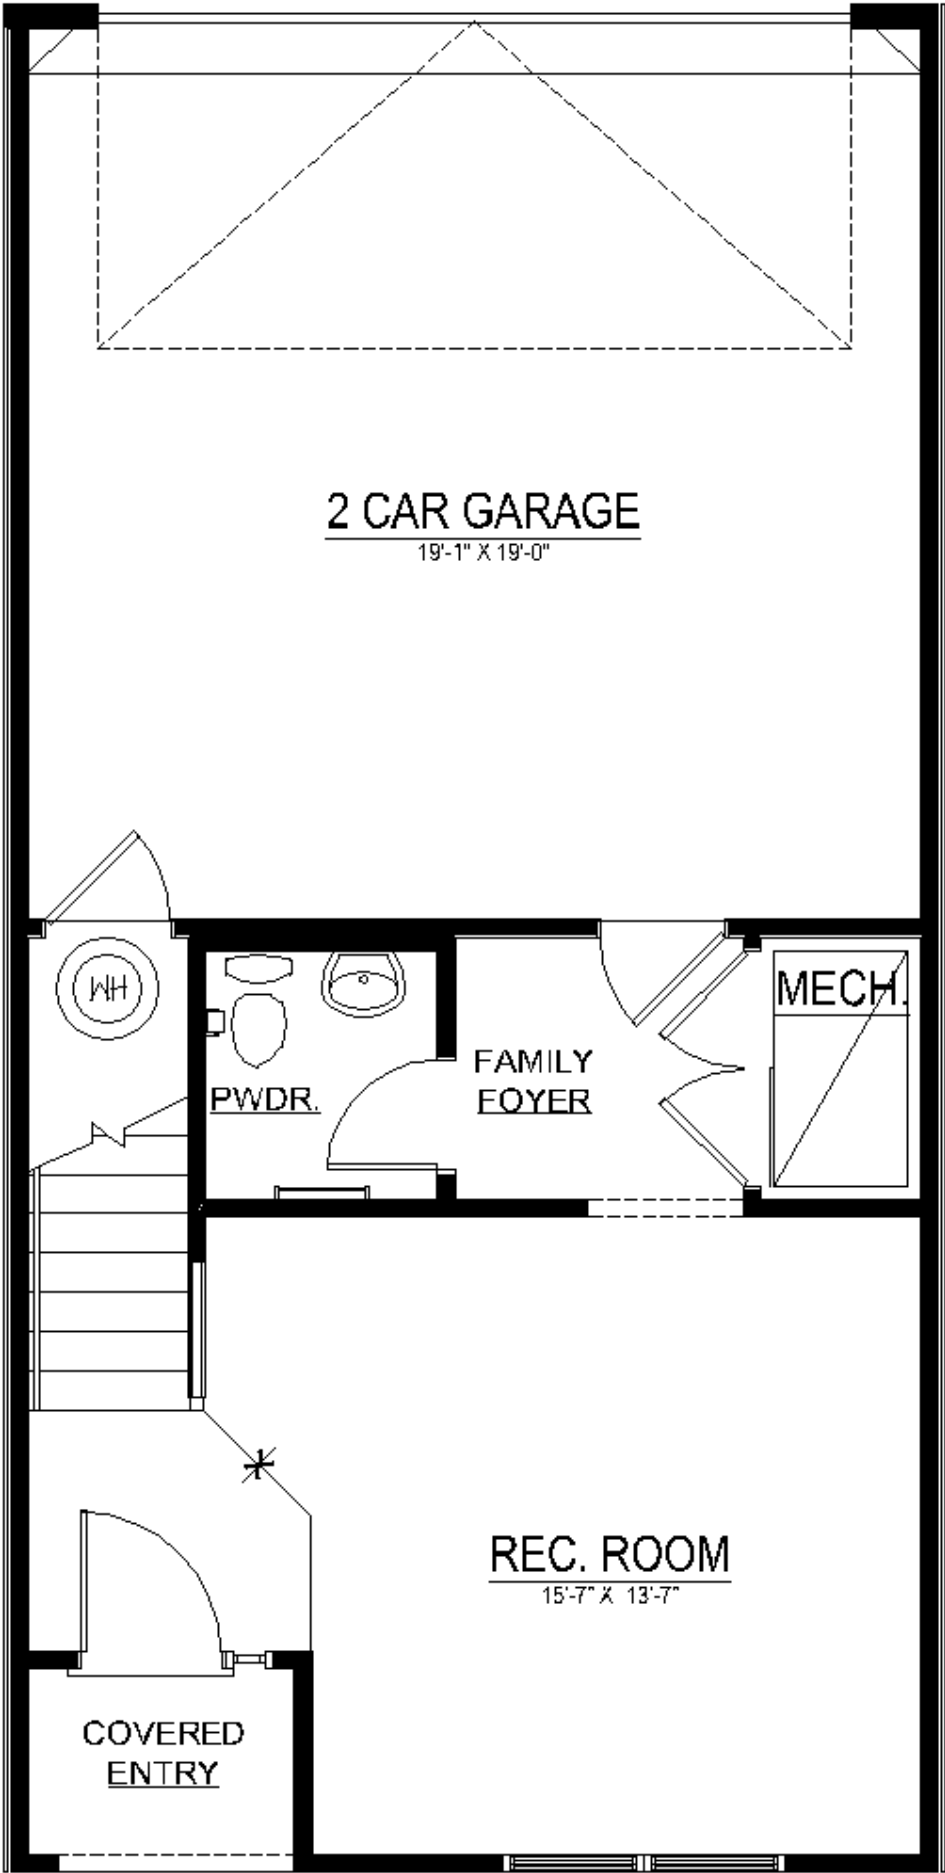 2 CAR GARAGE
19'-1" X 19'-0"
WH
MECH.
FAMILY
FOYER
PWDR.
REC. ROOM
15'-7" X 13'-7"
COVERED
ENTRY